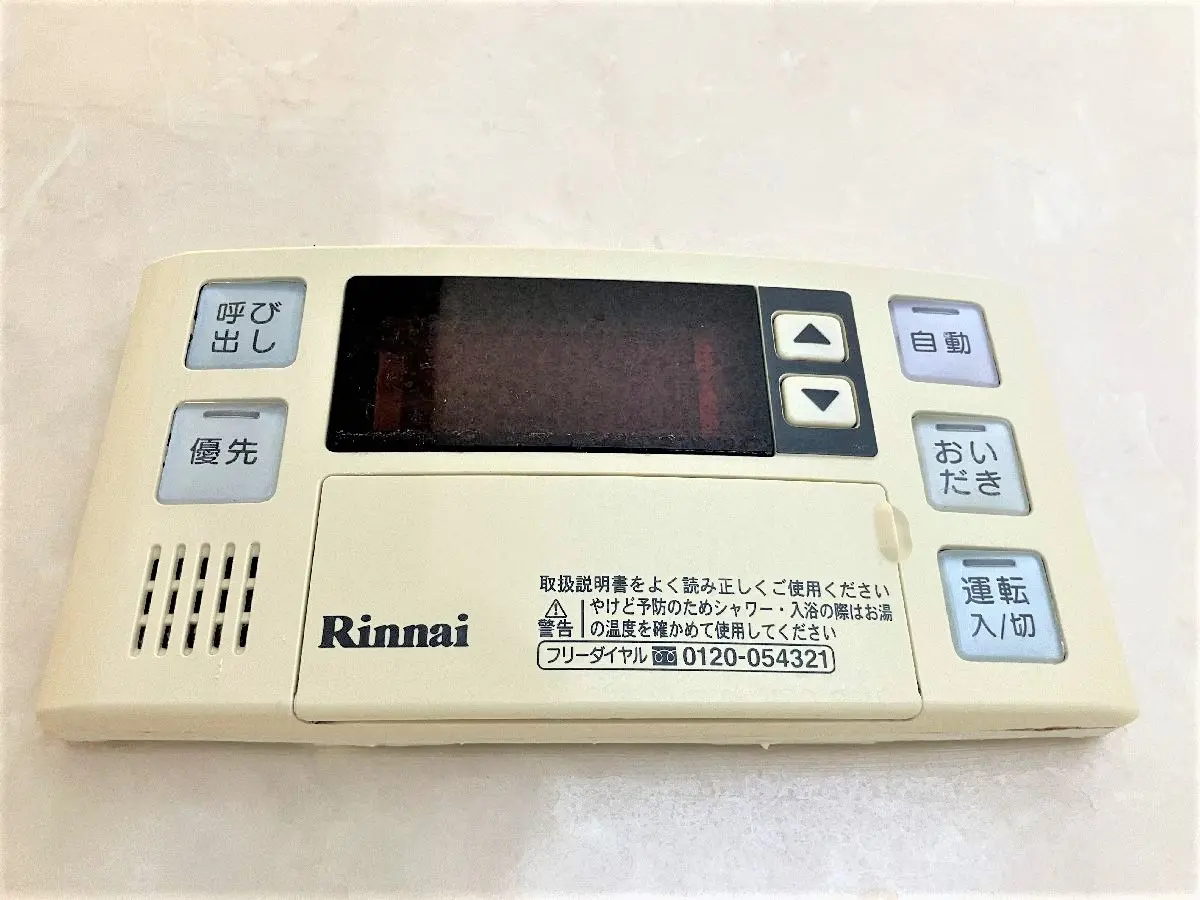 呼び
出し
優先
▲
▼
自動
おい
だき
運転
入/切
Rinnai
取扱説明書をよく読み正しくご使用ください
警告
やけど予防のためシャワー・入浴の際はお湯
の温度を確かめて使用してください
フリーダイヤル 0120-054321